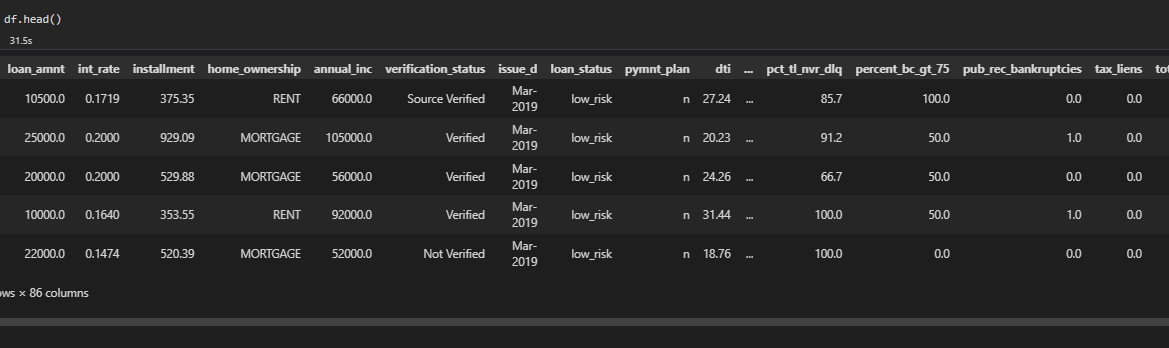 df.head()
31.5s
loan_amnt int_rate installment home_ownership annual_inc verification_status issue_d loan_status pymnt_plan dti ... pct_tl_nvr_dlq percent_bc_gt_75 pub_rec_bankruptcies tax_liens tot
10500.0 0.1719 375.35 RENT 66000.0 Source Verified Mar-2019 low_risk n 27.24 ... 85.7 100.0 0.0 0.0
25000.0 0.2000 929.09 MORTGAGE 105000.0 Verified Mar-2019 low_risk n 20.23 ... 91.2 50.0 1.0 0.0
20000.0 0.2000 529.88 MORTGAGE 56000.0 Verified Mar-2019 low_risk n 24.26 ... 66.7 50.0 0.0 0.0
10000.0 0.1640 353.55 RENT 92000.0 Verified Mar-2019 low_risk n 31.44 ... 100.0 50.0 1.0 0.0
22000.0 0.1474 520.39 MORTGAGE 52000.0 Not Verified Mar-2019 low_risk n 18.76 ... 100.0 0.0 0.0 0.0
ows × 86 columns